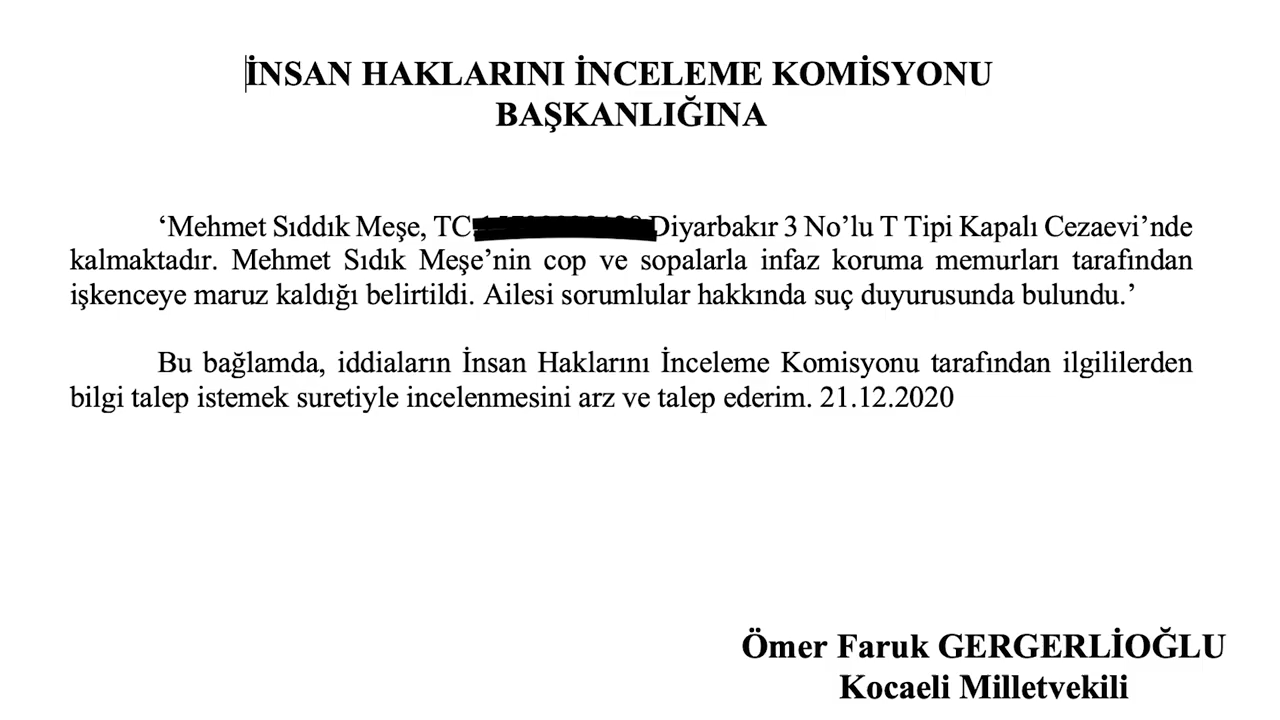 İNSAN HAKLARINI İNCELEME KOMİSYONU
BAŞKANLIĞINA
‘Mehmet Sıddık Meşe, TC Diyarbakır 3 No’lu T Tipi Kapalı Cezaevi’nde
kalmaktadır. Mehmet Sıdık Meşe’nin cop ve sopalarla infaz koruma memurları tarafından
işkenceye maruz kaldığı belirtildi. Ailesi sorumlular hakkında suç duyurusunda bulundu.’
Bu bağlamda, iddiaların İnsan Haklarını İnceleme Komisyonu tarafından ilgililerden
bilgi talep istemek suretiyle incelenmesini arz ve talep ederim. 21.12.2020
Ömer Faruk GERGERLİOĞLU
Kocaeli Milletvekili